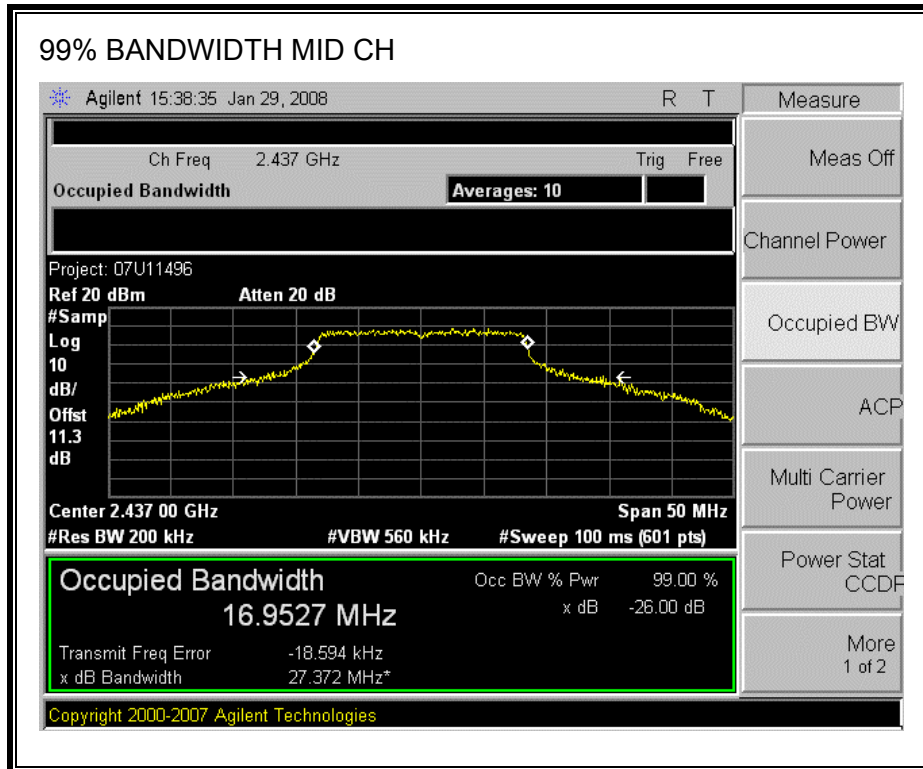 99% BANDWIDTH MID CH
Agilent 15:38:35 Jan 29, 2008 R T
Measure
Ch Freq 2.437 GHz Trig Free
Occupied Bandwidth Averages: 10
Meas Off
Channel Power
Project: 07U11496
Ref 20 dBm Atten 20 dB
#Samp
Log
10
dB/
Offst
11.3
dB
Occupied BW
ACP
Center 2.437 00 GHz Span 50 MHz
#Res BW 200 kHz #VBW 560 kHz #Sweep 100 ms (601 pts)
Multi Carrier
Power
Occupied Bandwidth Occ BW % Pwr 99.00 %
16.9527 MHz x dB -26.00 dB
Transmit Freq Error -18.594 kHz
x dB Bandwidth 27.372 MHz*
Power Stat
CCDF
More
1 of 2
Copyright 2000-2007 Agilent Technologies